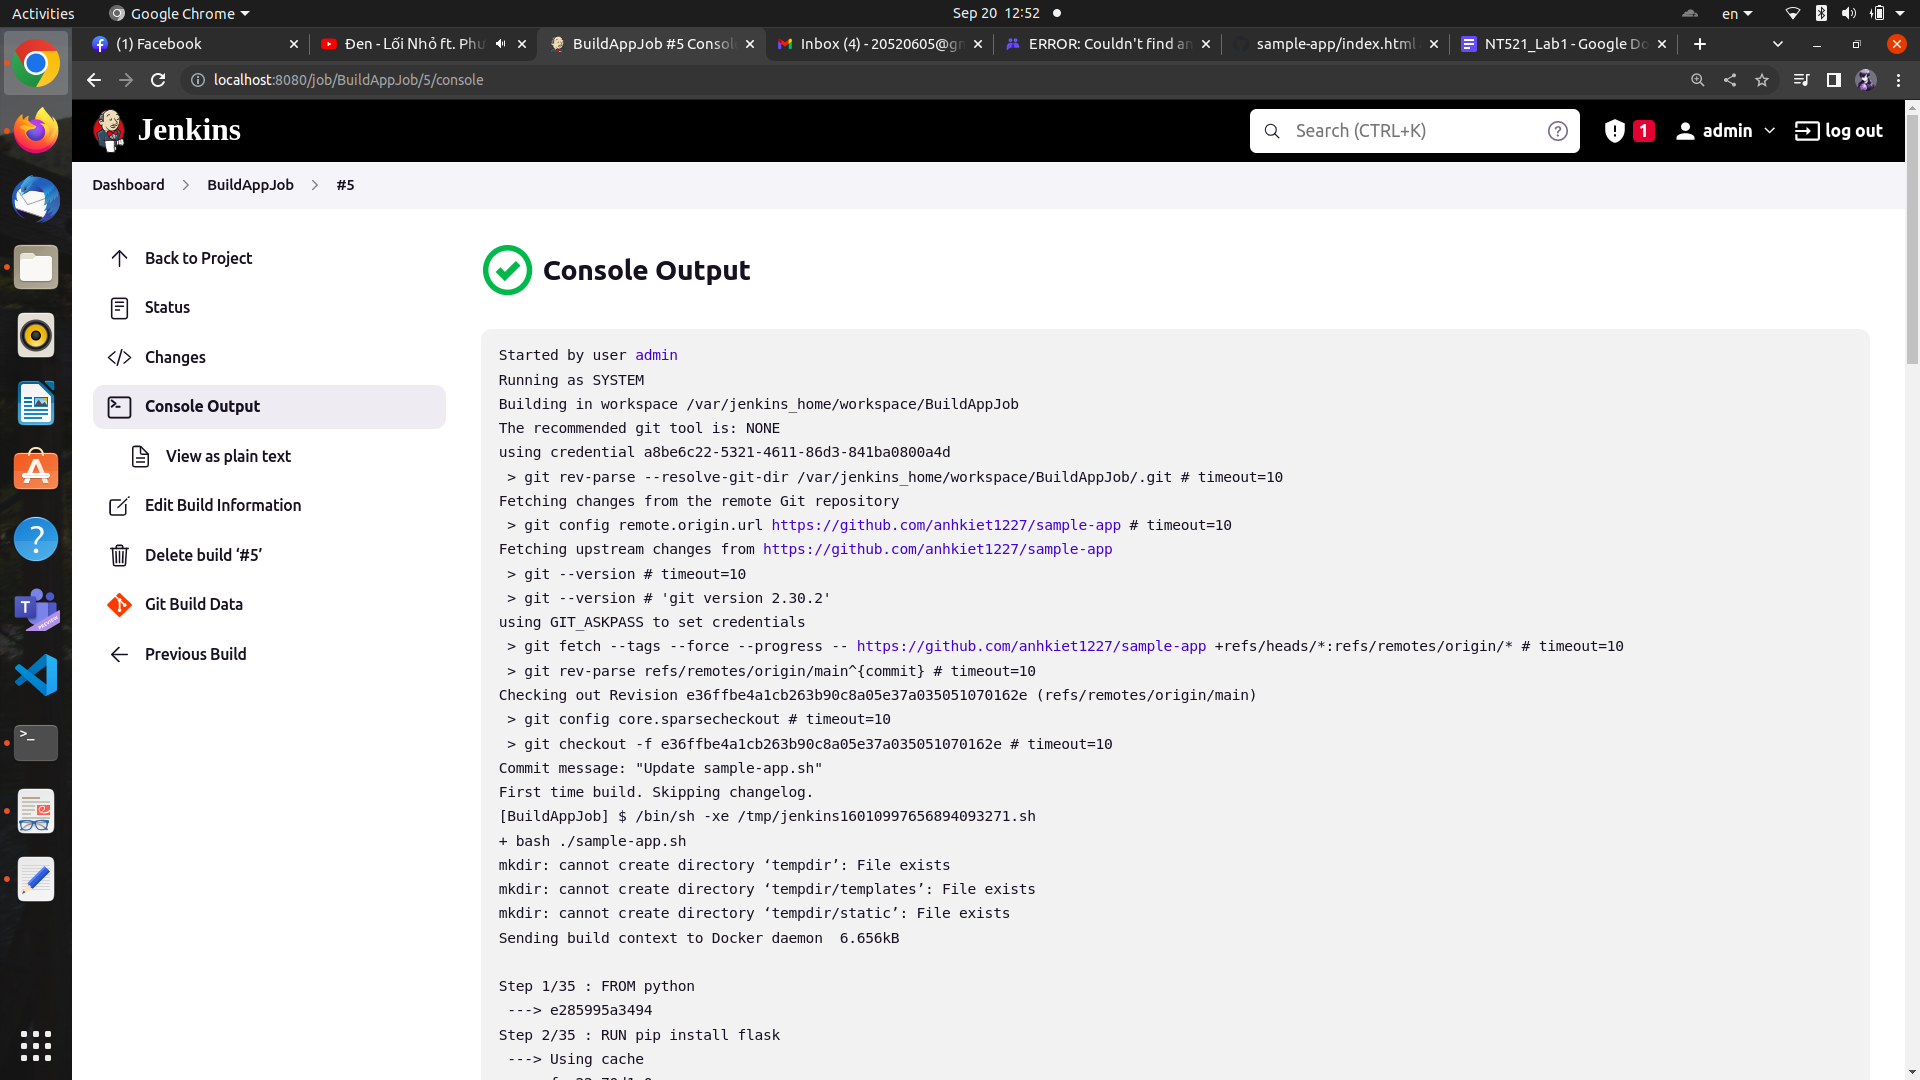 Activities
Google Chrome
Sep 20 12:52
en
(1) Facebook
Đen - Lối Nhỏ ft. Phư
BuildAppJob #5 Consol
Inbox (4) - 20520605@gm
ERROR: Couldn't find an
sample-app/index.html
NT521_Lab1 - Google Do
localhost:8080/job/BuildAppJob/5/console
Jenkins
Search (CTRL+K)
1
admin
log out
Dashboard
BuildAppJob
#5
Back to Project
Status
Changes
Console Output
View as plain text
Edit Build Information
Delete build ‘#5’
Git Build Data
Previous Build
Console Output
Started by user admin
Running as SYSTEM
Building in workspace /var/jenkins_home/workspace/BuildAppJob
The recommended git tool is: NONE
using credential a8be6c22-5321-4611-86d3-841ba0800a4d
> git rev-parse --resolve-git-dir /var/jenkins_home/workspace/BuildAppJob/.git # timeout=10
Fetching changes from the remote Git repository
> git config remote.origin.url https://github.com/anhkiet1227/sample-app # timeout=10
Fetching upstream changes from https://github.com/anhkiet1227/sample-app
> git --version # timeout=10
> git --version # 'git version 2.30.2'
using GIT_ASKPASS to set credentials
> git fetch --tags --force --progress -- https://github.com/anhkiet1227/sample-app +refs/heads/*:refs/remotes/origin/* # timeout=10
> git rev-parse refs/remotes/origin/main^{commit} # timeout=10
Checking out Revision e36ffbe4a1cb263b90c8a05e37a035051070162e (refs/remotes/origin/main)
> git config core.sparsecheckout # timeout=10
> git checkout -f e36ffbe4a1cb263b90c8a05e37a035051070162e # timeout=10
Commit message: "Update sample-app.sh"
First time build. Skipping changelog.
[BuildAppJob] $ /bin/sh -xe /tmp/jenkins16010997656894093271.sh
+ bash ./sample-app.sh
mkdir: cannot create directory ‘tempdir’: File exists
mkdir: cannot create directory ‘tempdir/templates’: File exists
mkdir: cannot create directory ‘tempdir/static’: File exists
Sending build context to Docker daemon  6.656kB
Step 1/35 : FROM python
---> e285995a3494
Step 2/35 : RUN pip install flask
---> Using cache